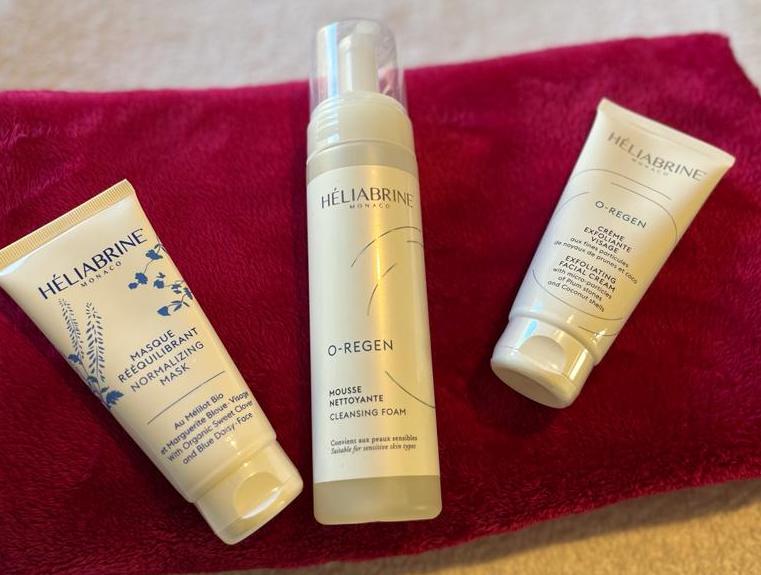 HÉLIABRINE
MONACO
MASQUE
RÉÉQUILIBRANT
NORMALIZING
MASK
Au Mélilot Bio
et Marguerite Bleue - Visage
With Organic Sweet Clover
and Blue Daisy - Face
HÉLIABRINE
MONACO
O-REGEN
MOUSSE
NETTOYANTE
CLEANSING FOAM
Convient aux peaux sensibles
Suitable for sensitive skin types
HÉLIABRINE
MONACO
O-REGEN
CRÈME
EXFOLIANTE
VISAGE
aux fines particules
de noyaux de prunes et coco
EXFOLIATING
FACIAL CREAM
with micro-particles
of Plum stones
and Coconut shells